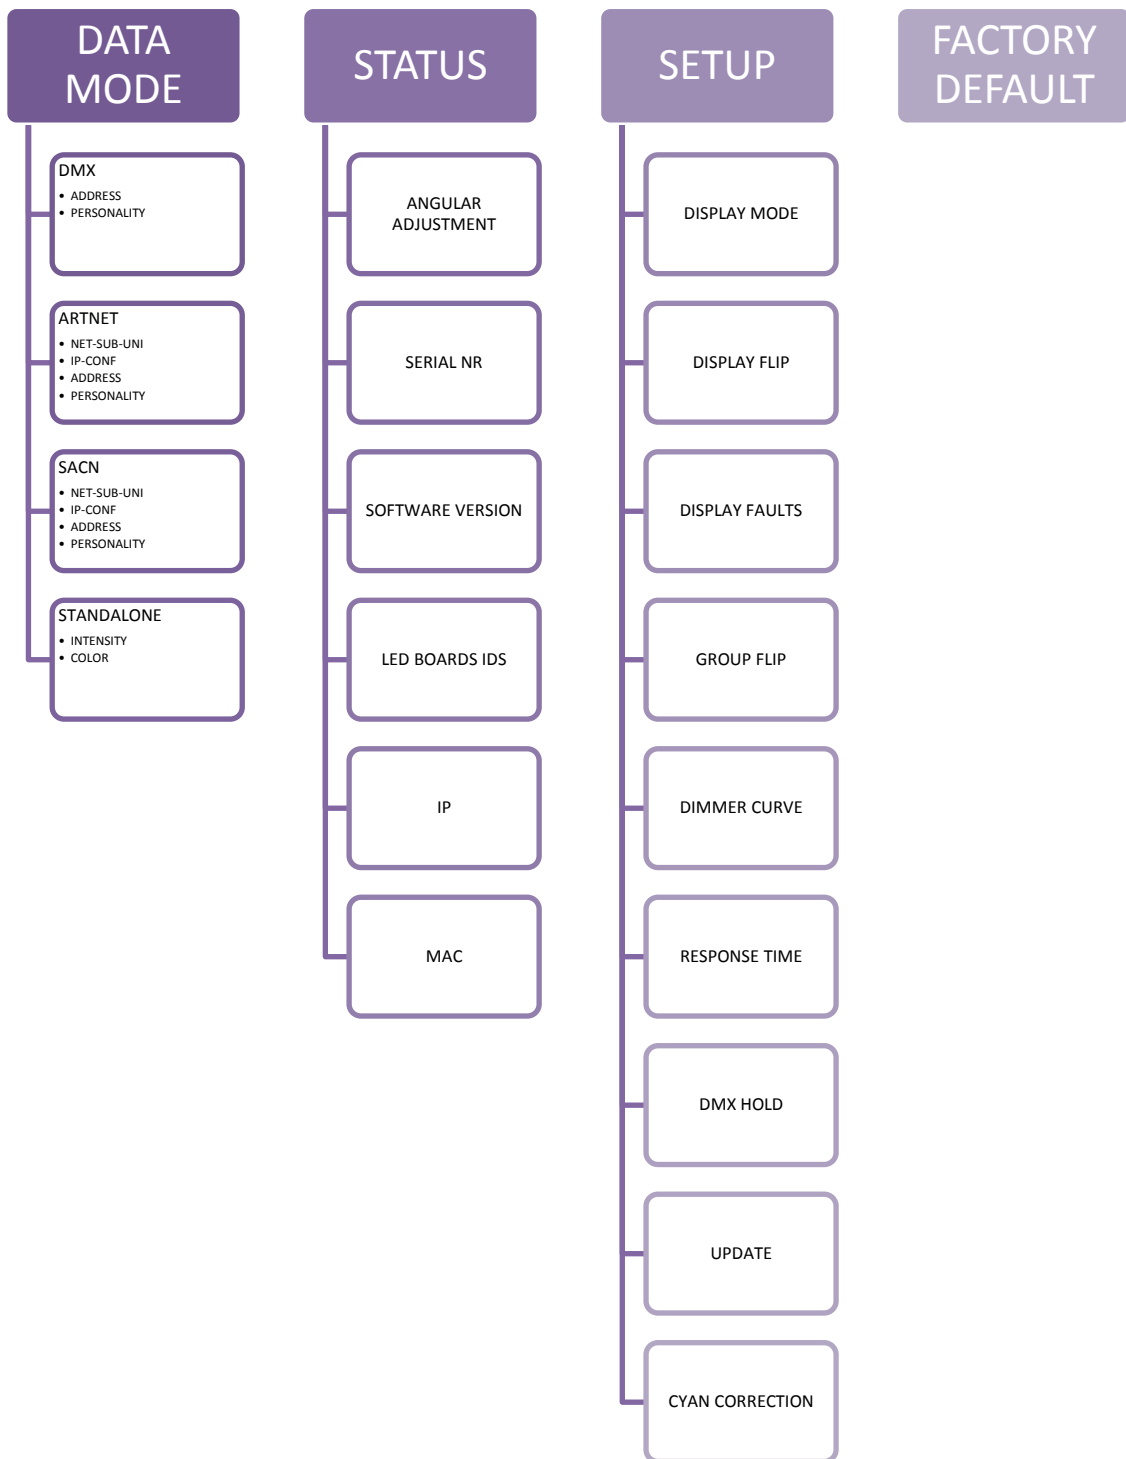 DATA
MODE
DMX
• ADDRESS
• PERSONALITY
ARTNET
• NET-SUB-UNI
• IP-CONF
• ADDRESS
• PERSONALITY
SACN
• NET-SUB-UNI
• IP-CONF
• ADDRESS
• PERSONALITY
STANDALONE
• INTENSITY
• COLOR
STATUS
ANGULAR
ADJUSTMENT
SERIAL NR
SOFTWARE VERSION
LED BOARDS IDS
IP
MAC
SETUP
DISPLAY MODE
DISPLAY FLIP
DISPLAY FAULTS
GROUP FLIP
DIMMER CURVE
RESPONSE TIME
DMX HOLD
UPDATE
CYAN CORRECTION
FACTORY
DEFAULT